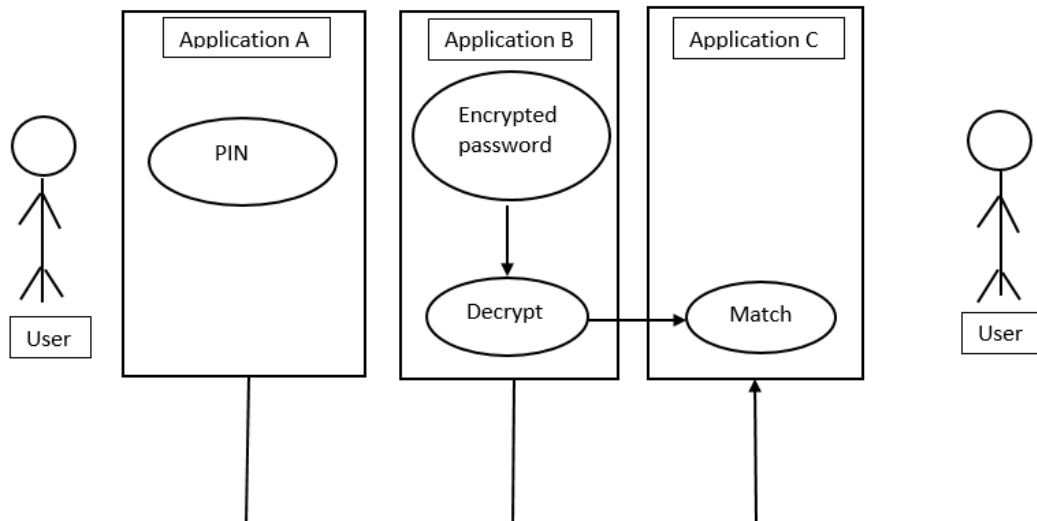 Application A
Application B
Application C
PIN
Encrypted
password
Decrypt
Match
User
User